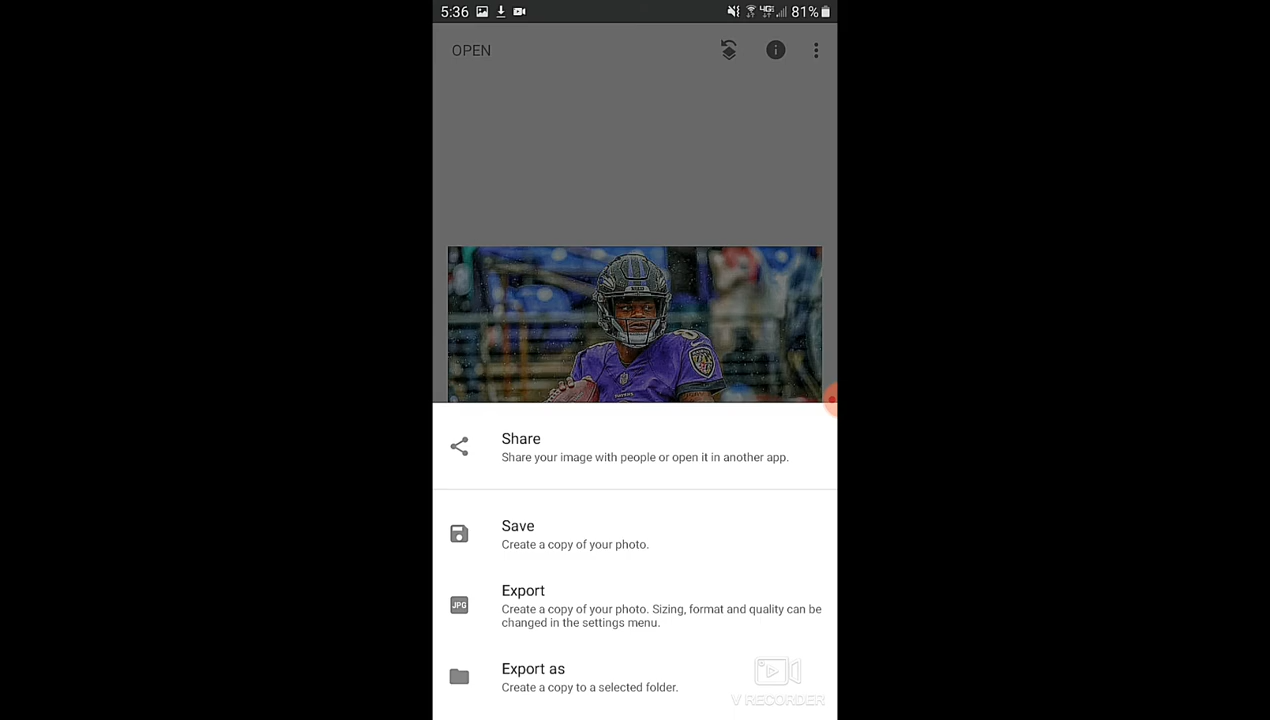 5:36
4G
81%
OPEN
Share
Share your image with people or open it in another app.
Save
Create a copy of your photo.
JPG
Export
Create a copy of your photo. Sizing, format and quality can be
changed in the settings menu.
Export as
Create a copy to a selected folder.
V RECORDER